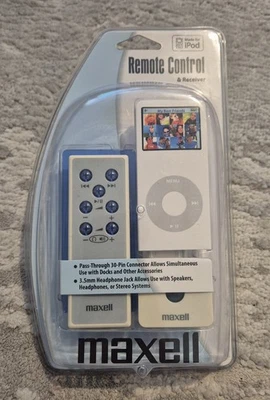 Made for
iPod
Remote Control
& Receiver
MENU
• Pass-Through 30-Pin Connector Allows Simultaneous
Use with Docks and Other Accessories
• 3.5mm Headphone Jack Allows Use with Speakers,
Headphones, or Stereo Systems
maxell
maxell
maxell